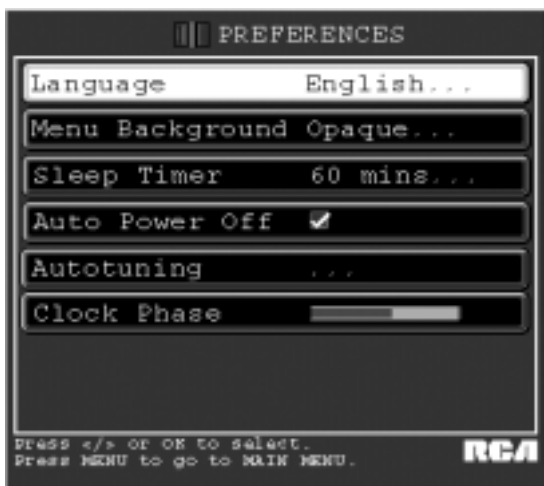 PREFERENCES
Language English...
Menu Background Opaque...
Sleep Timer 60 mins...
Auto Power Off
Autotuning ...
Clock Phase
Press </> or OK to select.
Press MENU to go to MAIN MENU.
RCA